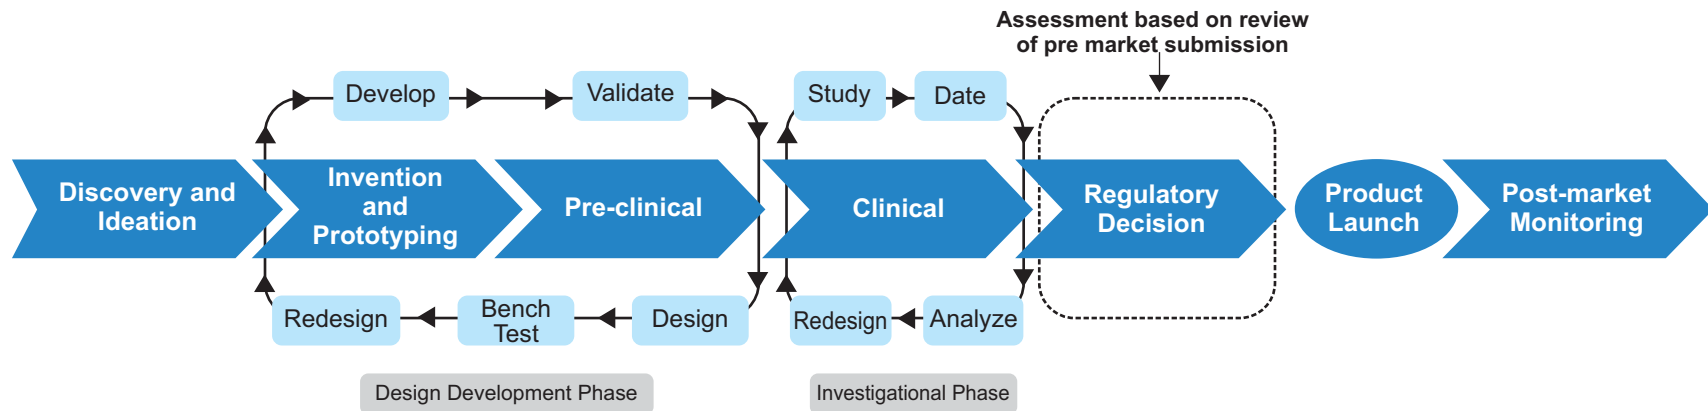 Assessment based on review
of pre market submission
Develop
Validate
Study
Date
Discovery and
Ideation
Invention
and
Prototyping
Pre-clinical
Clinical
Regulatory
Decision
Product
Launch
Post-market
Monitoring
Redesign
Bench
Test
Design
Redesign
Analyze
Design Development Phase
Investigational Phase